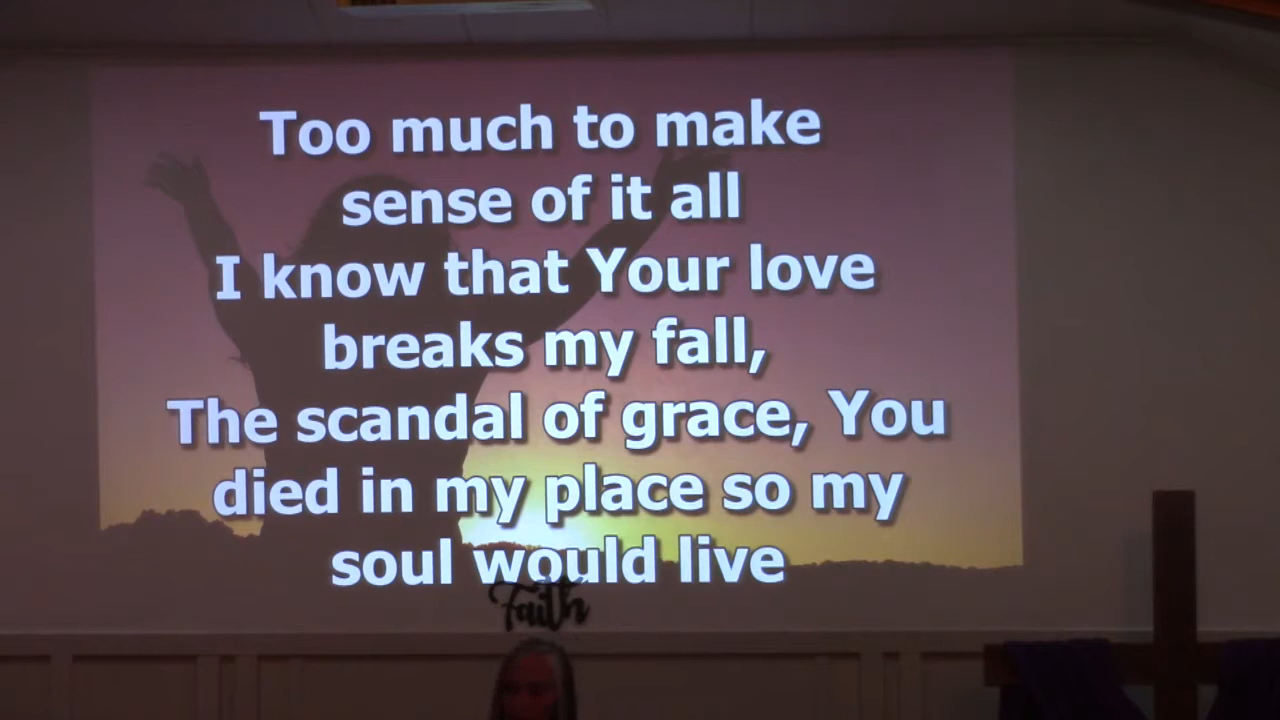 Too much to make
sense of it all
I know that Your love
breaks my fall,
The scandal of grace, You
died in my place so my
soul would live
Faith